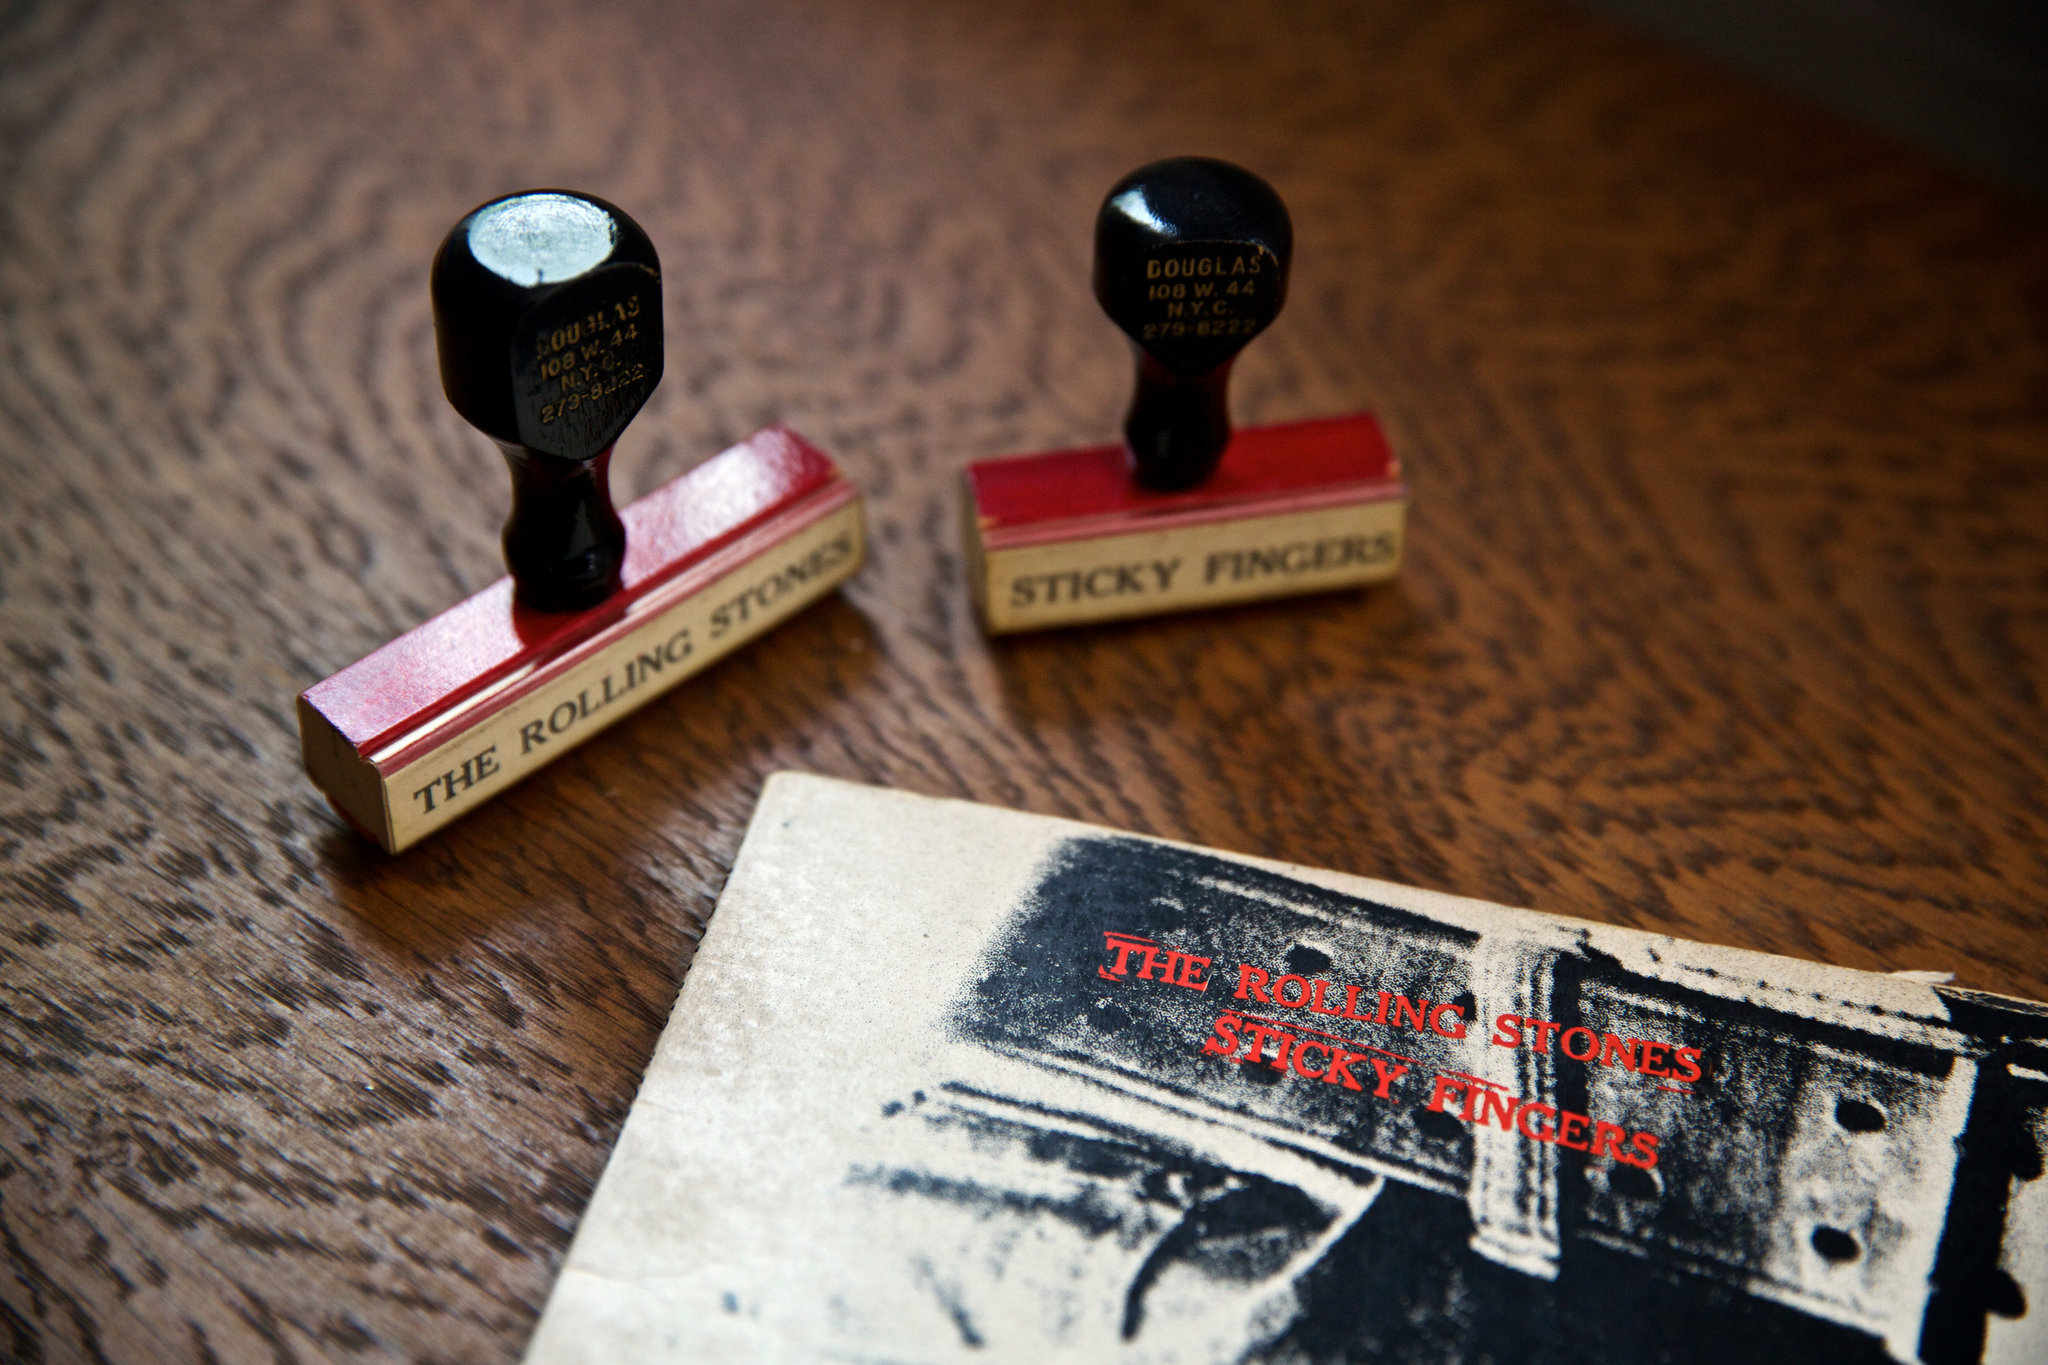 DOUGLAS
108 W. 44
N.Y.C.
279-8222
THE ROLLING STONES
DOUGLAS
108 W. 44
N.Y.C.
279-8222
STICKY FINGERS
THE ROLLING STONES
STICKY FINGERS